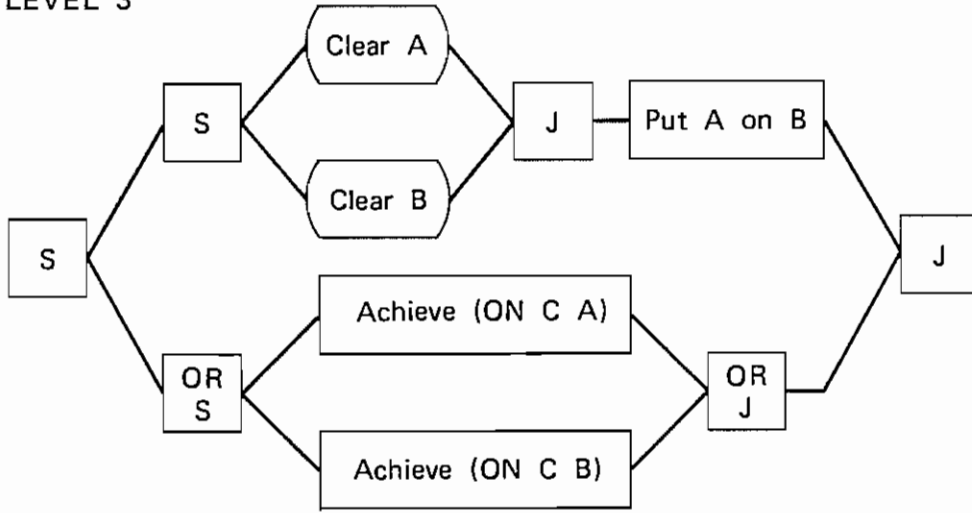 LEVEL 3
Clear A
S
J
Put A on B
Clear B
S
J
Achieve (ON C A)
OR
S
OR
J
Achieve (ON C B)